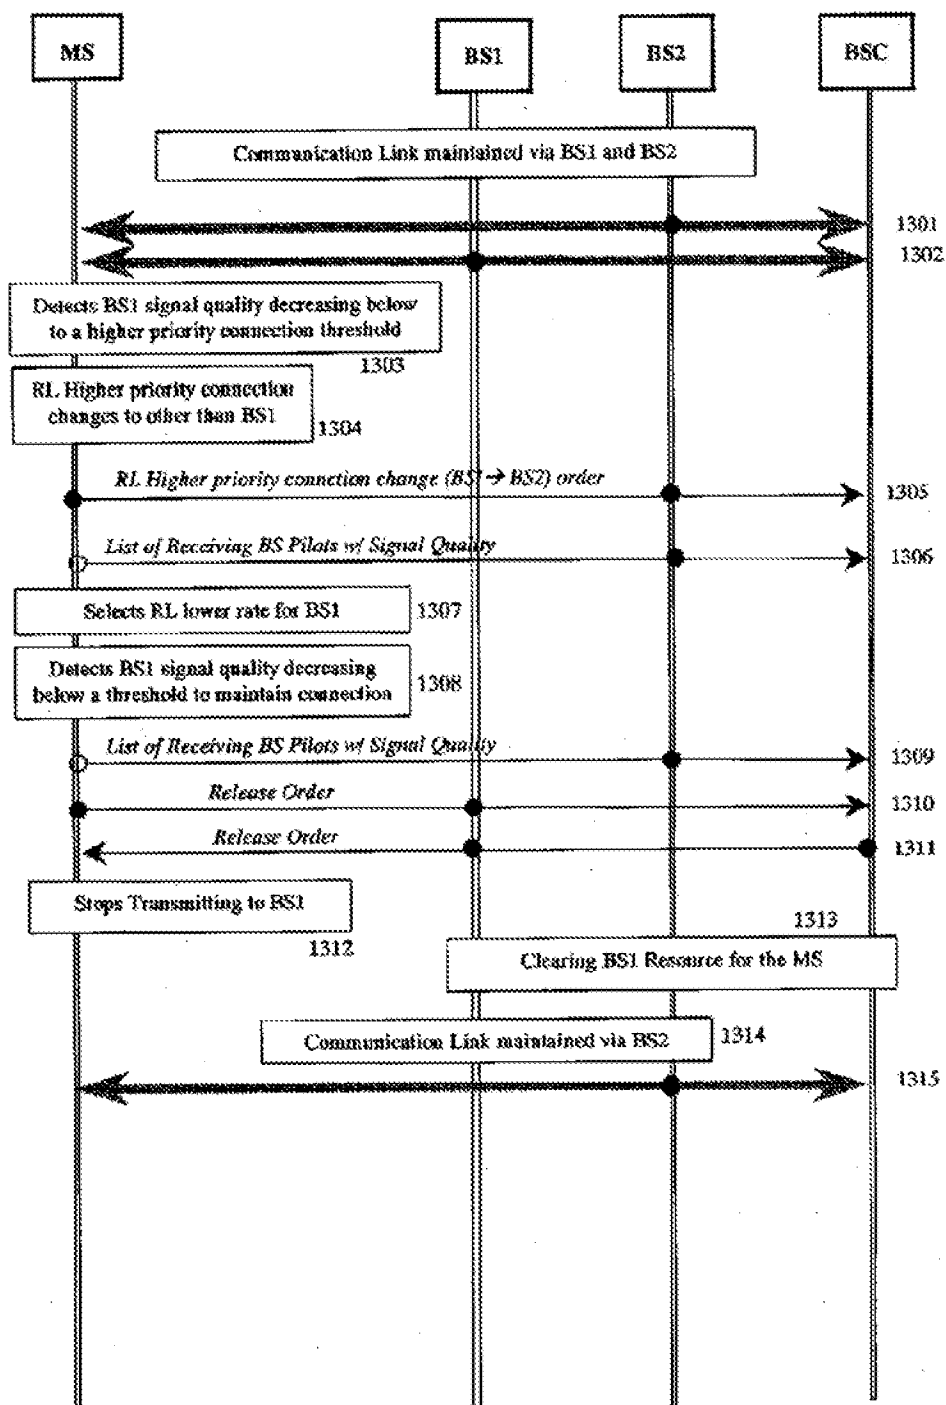 MS
BS1
BS2
BSC
Communication Link maintained via BS1 and BS2
1301
1302
Detects BS1 signal quality decreasing below
to a higher priority connection threshold
1303
RL Higher priority connection
changes to other than BS1
1304
RL Higher priority connction change (BS1 → BS2) order
1305
List of Receiving BS Pilots w/ Signal Quality
1306
Selects RL lower rate for BS1
1307
Detects BS1 signal quality decreasing
below a threshold to maintain connection
1308
List of Receiving BS Pilots w/ Signal Quality
1309
Release Order
1310
Release Order
1311
Stops Transmitting to BS1
1312
1313
Clearing BS1 Resource for the MS
Communication Link maintained via BS2
1314
1315